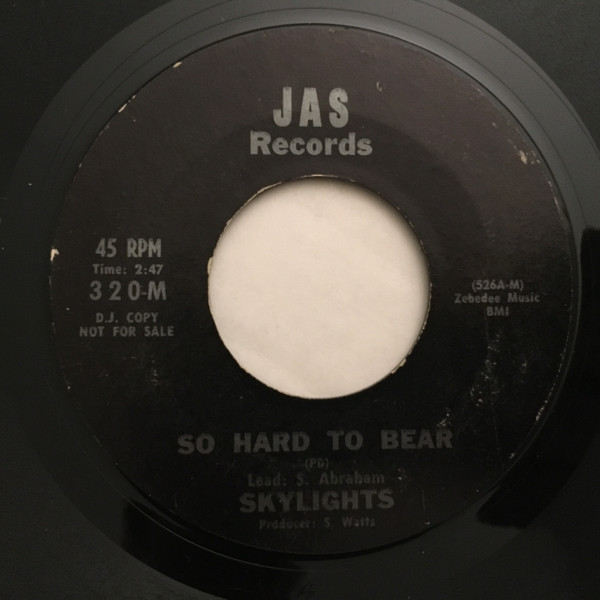 JAS
Records
45 RPM
Time: 2:47
320-M
D.J. COPY
NOT FOR SALE
(526A-M)
Zebedee Music
BMI
SO HARD TO BEAR
(PD)
Lead: S. Abraham
SKYLIGHTS
Producer: S. Watts